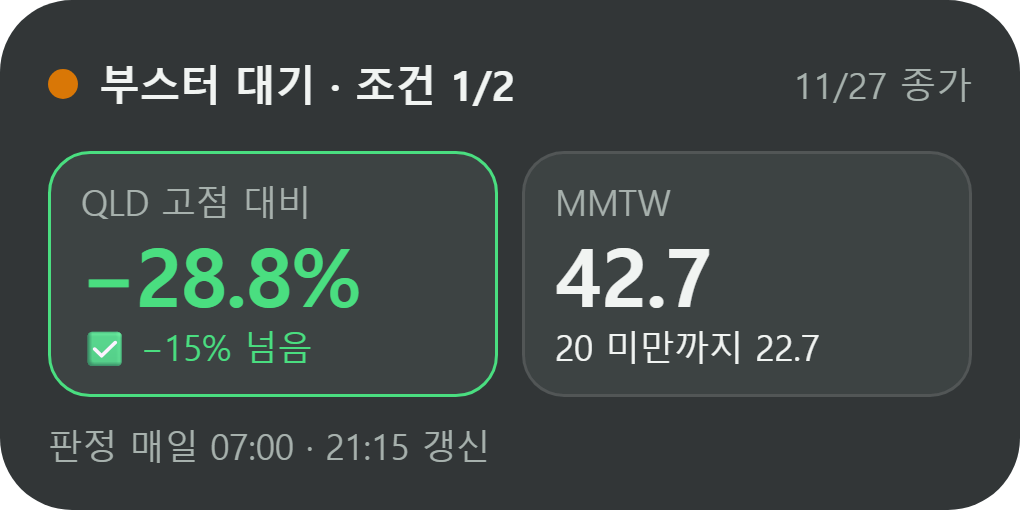 부스터 대기 · 조건 1/2
11/27 종가
QLD 고점 대비
−28.8%
✅ −15% 넘음
MMTW
42.7
20 미만까지 22.7
판정 매일 07:00 · 21:15 갱신